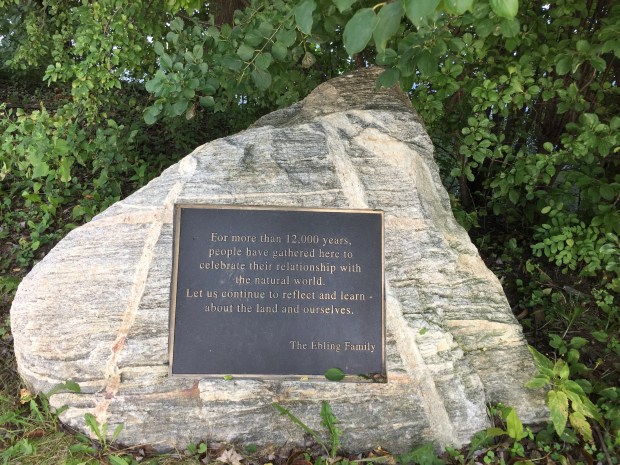 For more than 12,000 years,
people have gathered here to
celebrate their relationship with
the natural world.
Let us continue to reflect and learn -
about the land and ourselves.
The Ebling Family